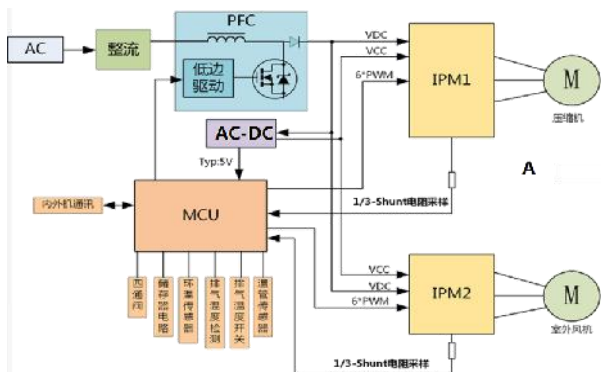 PFC
AC
整流
低边
驱动
VDC
VCC
6*PWM
IPM1
M
压缩机
AC-DC
Typ:5V
A
1/3-Shunt电阻采样
内外机通讯
MCU
四通阀
储存器电路
环温传感器
排气温度检测
排气温度开关
温管传感器
VCC
VDC
6*PWM
IPM2
M
室外风机
1/3-Shunt电阻采样